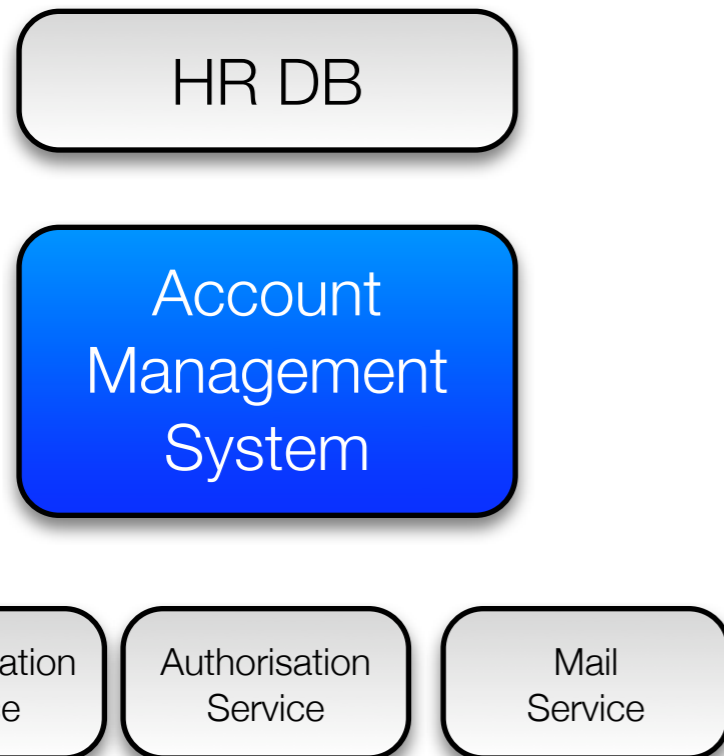 HR DB
Account
Management
System
ation
e
Authorisation
Service
Mail
Service